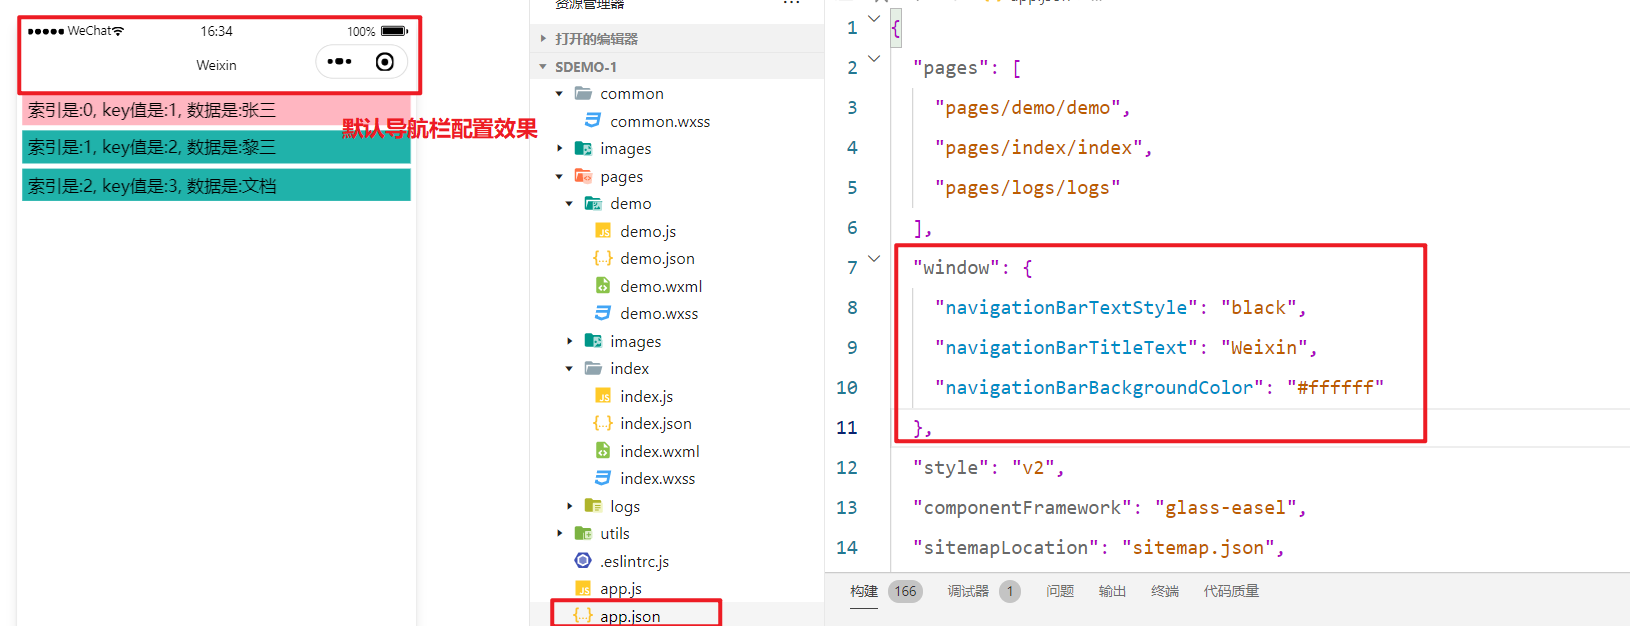 WeChat
16:34
100%
Weixin
索引是:0, key值是:1, 数据是:张三
索引是:1, key值是:2, 数据是:黎三
索引是:2, key值是:3, 数据是:文档
默认导航栏配置效果
资源管理器
打开的编辑器
SDEMO-1
common
common.wxss
images
pages
demo
demo.js
demo.json
demo.wxml
demo.wxss
images
index
index.js
index.json
index.wxml
index.wxss
logs
utils
.eslintrc.js
app.js
app.json
1 {
2 "pages": [
3 "pages/demo/demo",
4 "pages/index/index",
5 "pages/logs/logs"
6 ],
7 "window": {
8 "navigationBarTextStyle": "black",
9 "navigationBarTitleText": "Weixin",
10 "navigationBarBackgroundColor": "#ffffff"
11 },
12 "style": "v2",
13 "componentFramework": "glass-easel",
14 "sitemapLocation": "sitemap.json",
构建 166 调试器 1 问题 输出 终端 代码质量